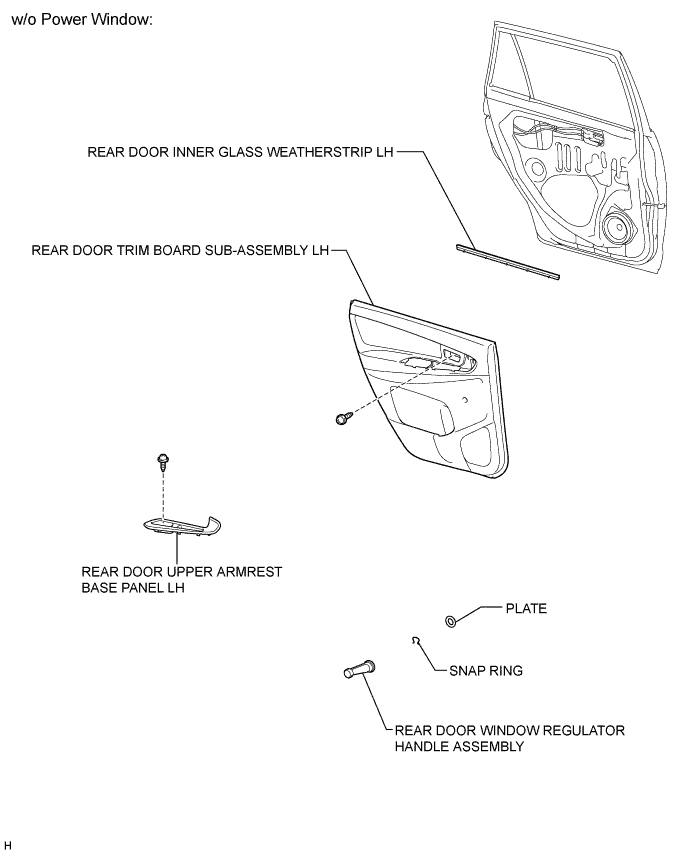 w/o Power Window:
REAR DOOR INNER GLASS WEATHERSTRIP LH
REAR DOOR TRIM BOARD SUB-ASSEMBLY LH
REAR DOOR UPPER ARMREST
BASE PANEL LH
PLATE
SNAP RING
REAR DOOR WINDOW REGULATOR
HANDLE ASSEMBLY
H